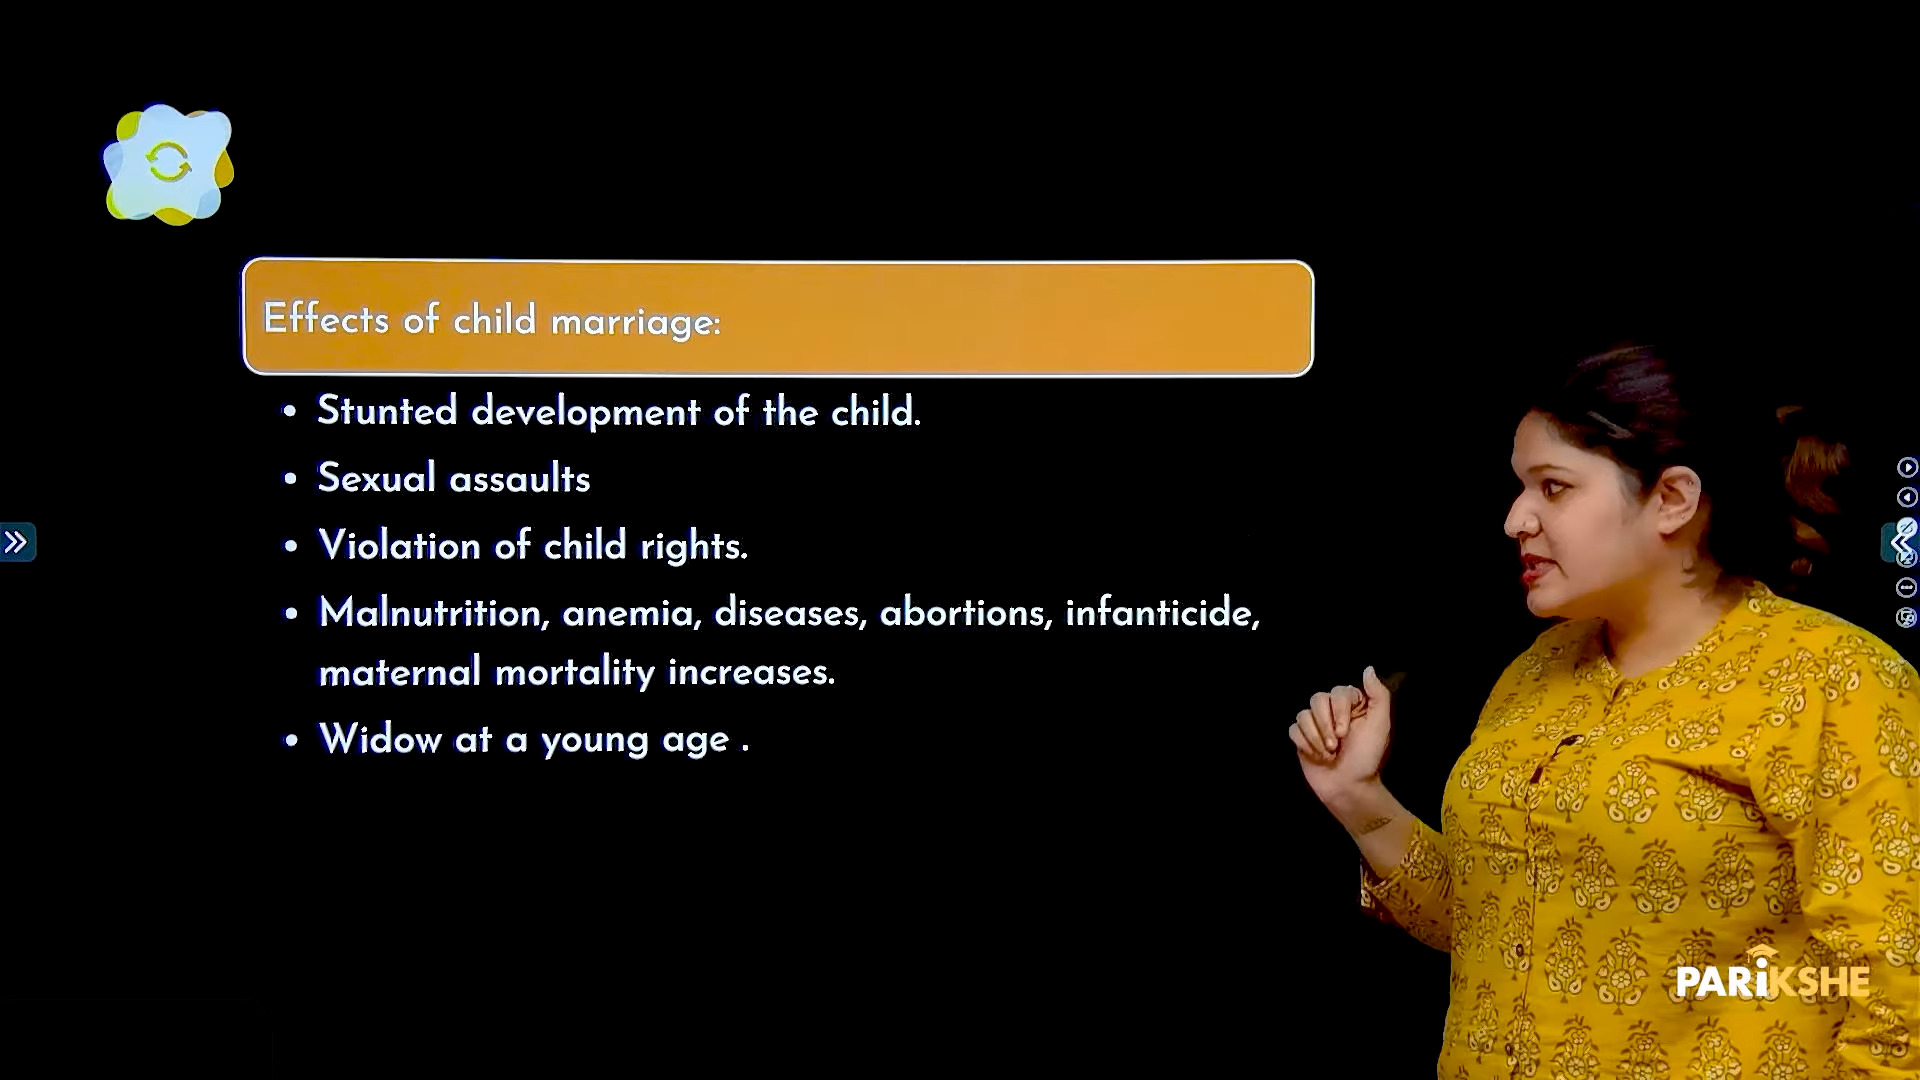 Effects of child marriage:
• Stunted development of the child.
• Sexual assaults
• Violation of child rights.
• Malnutrition, anemia, diseases, abortions, infanticide,
maternal mortality increases.
• Widow at a young age .
PARiKSHE